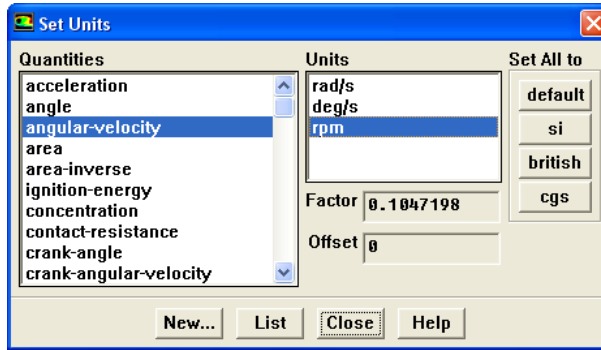 Set Units
Quantities
acceleration
angle
angular-velocity
area
area-inverse
ignition-energy
concentration
contact-resistance
crank-angle
crank-angular-velocity
Units
rad/s
deg/s
rpm
Factor 0.1047198
Offset 0
Set All to
default
si
british
cgs
New... List Close Help